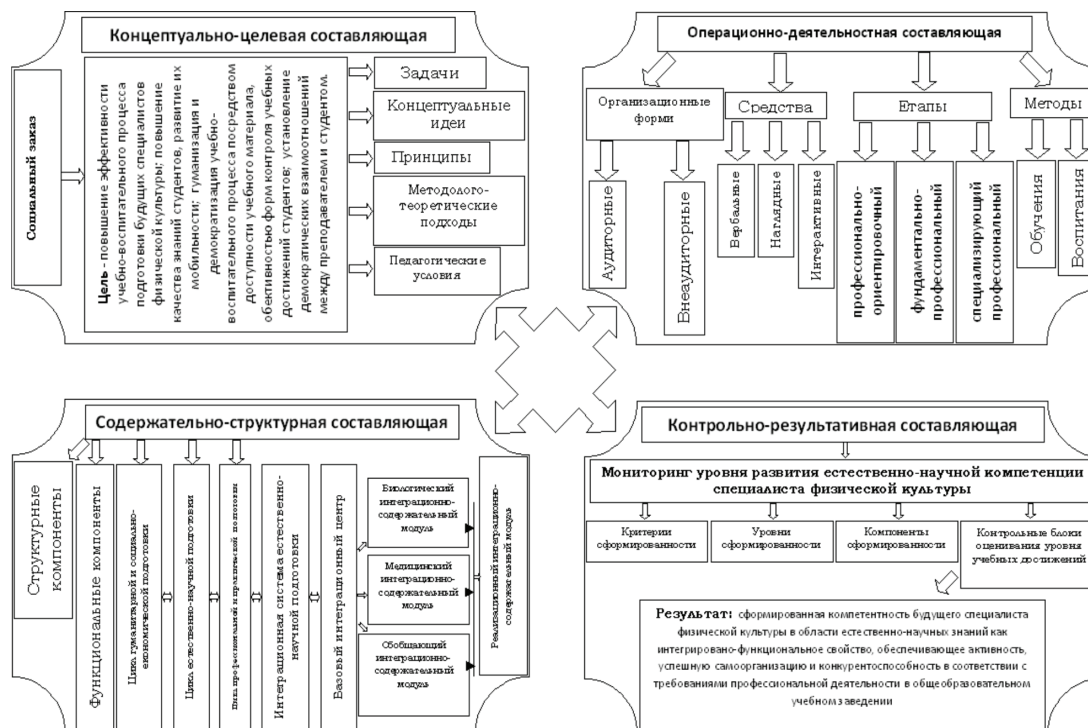 Концептуально-целевая составляющая
Социальный заказ
Цель - повышение эффективности
учебно-воспитательного процесса
подготовки будущих специалистов
физической культуры; повышение
качества знаний студентов, развитие их
мобильности; гуманизация и
демократизация учебно-
воспитательного процесса посредством
доступности учебного материала,
обективностью форм контроля учебных
достижений студентов; установление
демократических взаимоотношений
между преподавателем и студентом.
Задачи
Концептуальные
идеи
Принципы
Методолого-
теоретические
подходы
Педагогические
условия
Операционно-деятельностная составляющая
Организационные
форми
Средства
Етапы
Методы
Аудиторные
Внеаудиторные
Вербальные
Наглядные
Интерактивные
профессионально-
ориентировочный
фундаментально-
профессиональный
специализирующий
профессиональный
Обучения
Воспитания
Содержательно-структурная составляющая
Структурные
компоненты
Функциональные компоненты
Цикл гуманитарной и социально-
економической подготовки
Цикл естественно-научной подготовки
Цикл профессиональной и практической подготовки
Интеграционная система естественно-
научной подготовки
Базовый интеграционный центр
Биологический
интеграционно-
содержательный
модуль
Медицинский
интеграционно-
содержательный
модуль
Обобщающий
интеграционно-
содержательный
модуль
Реализационный интеграционно-
содержательный модуль
Контрольно-результативная составляющая
Мониторинг уровня развития естественно-научной компетенции
специалиста физической культуры
Критерии
сформированности
Уровни
сформированности
Компоненты
сформированности
Контрольные блоки
оценивания уровня
учебных достижений
Результат: сформированная компетентность будущего специалиста
физической культуры в области естественно-научных знаний как
интегрировано-функциональное свойство, обеспечивающее активность,
успешную самоорганизацию и конкурентоспособность в соответствии с
требованиями профессиональной деятельности в общеобразовательном
учебном заведении